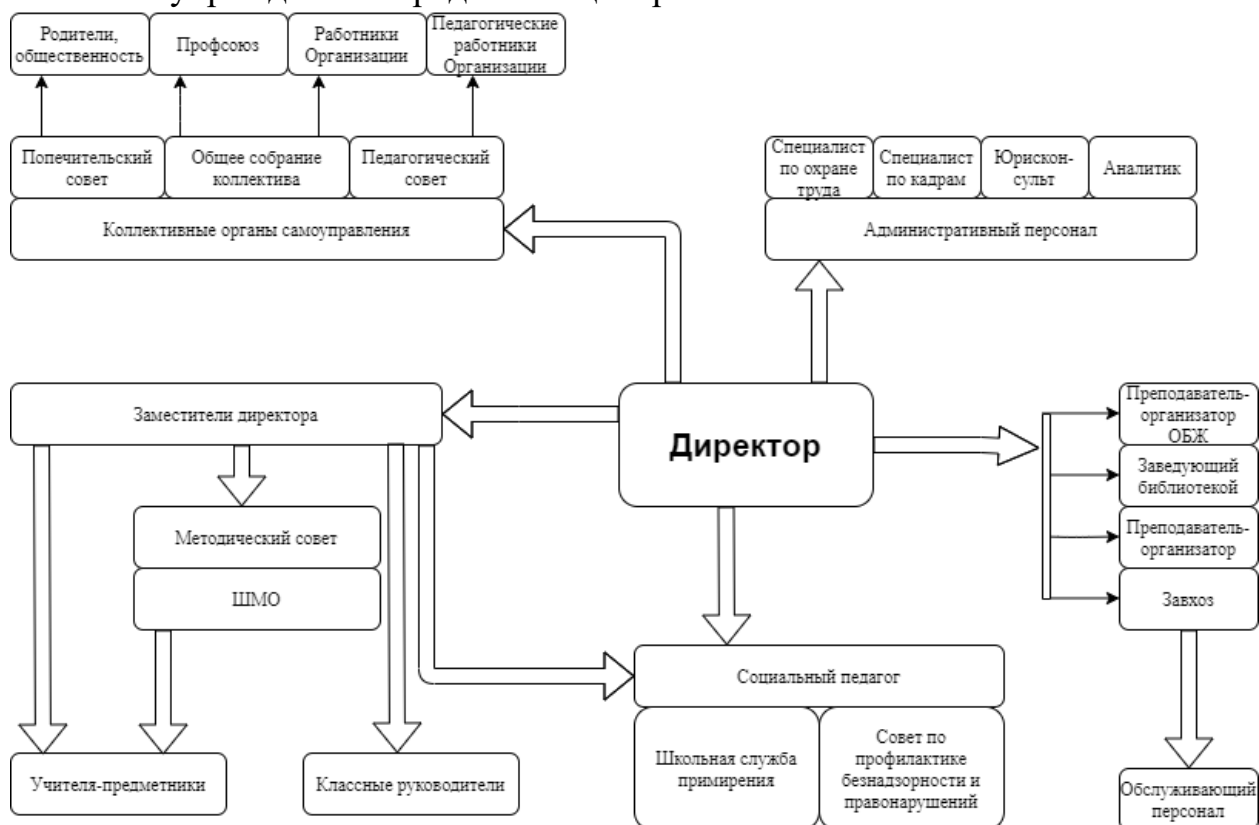 Родители,
общественность
Профсоюз
Работники
Организации
Педагогические
работники
Организации
Попечительский
совет
Общее собрание
коллектива
Педагогический
совет
Коллективные органы самоуправления
Специалист
по охране
труда
Специалист
по кадрам
Юрискон-
сульт
Аналитик
Административный персонал
Заместители директора
Директор
Преподаватель-
организатор
ОБЖ
Заведующий
библиотекой
Преподаватель-
организатор
Завхоз
Методический совет
ШМО
Социальный педагог
Школьная служба
примирения
Совет по
профилактике
безнадзорности и
правонарушений
Учителя-предметники
Классные руководители
Обслуживающий
персонал